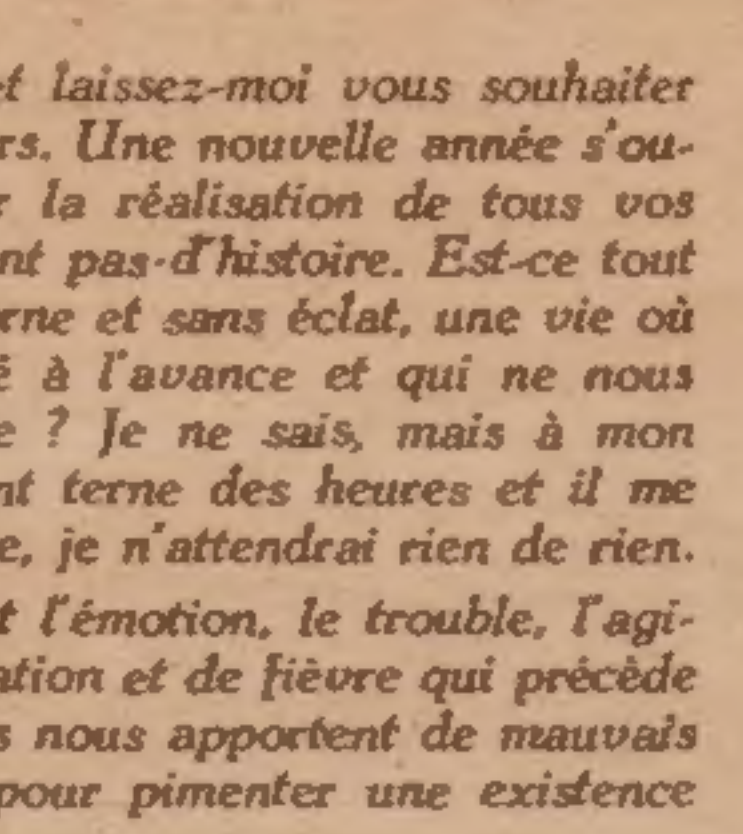 et laissez-moi vous souhaiter
rs. Une nouvelle année s'ou-
r la réalisation de tous vos
nt pas-d'histoire. Est-ce tout
rne et sans éclat, une vie où
é à l'avance et qui ne nous
e ? Je ne sais, mais à mon
nt terne des heures et il me
e, je n'attendrai rien de rien.
t l'émotion, le trouble, l'agi-
ation et de fièvre qui précède
s nous apportent de mauvais
pour pimenter une existence